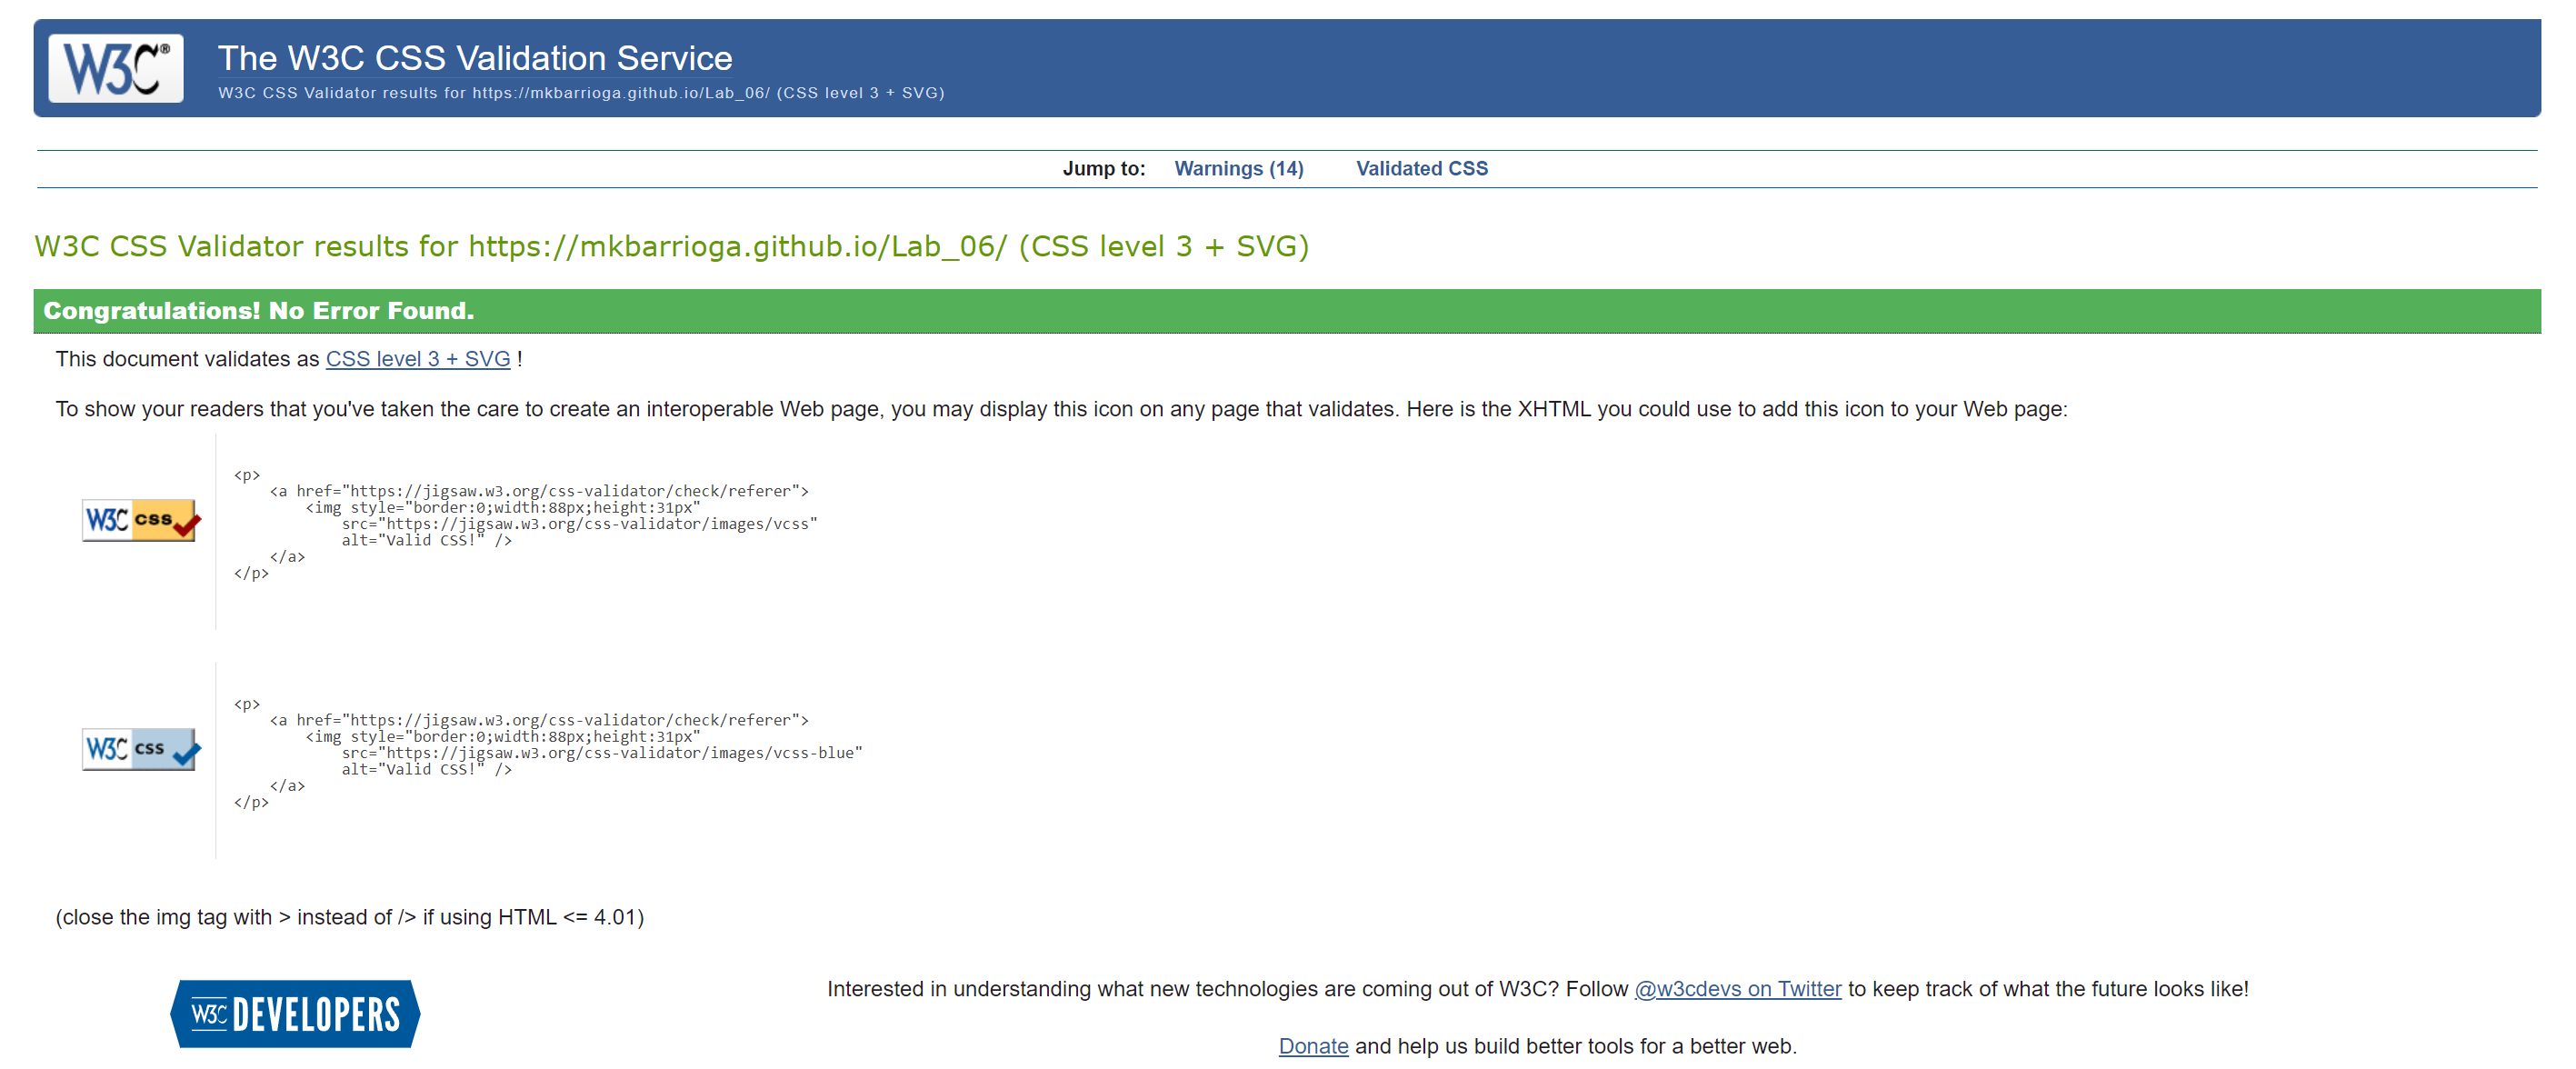 W3C®
The W3C CSS Validation Service
W3C CSS Validator results for https://mkbarrioga.github.io/Lab_06/ (CSS level 3 + SVG)
Jump to: Warnings (14) Validated CSS
W3C CSS Validator results for https://mkbarrioga.github.io/Lab_06/ (CSS level 3 + SVG)
Congratulations! No Error Found.
This document validates as CSS level 3 + SVG !
To show your readers that you've taken the care to create an interoperable Web page, you may display this icon on any page that validates. Here is the XHTML you could use to add this icon to your Web page:
W3C css
<p>
    <a href="https://jigsaw.w3.org/css-validator/check/referer">
        <img style="border:0;width:88px;height:31px"
            src="https://jigsaw.w3.org/css-validator/images/vcss"
            alt="Valid CSS!" />
    </a>
</p>
W3C css
<p>
    <a href="https://jigsaw.w3.org/css-validator/check/referer">
        <img style="border:0;width:88px;height:31px"
            src="https://jigsaw.w3.org/css-validator/images/vcss-blue"
            alt="Valid CSS!" />
    </a>
</p>
(close the img tag with > instead of /> if using HTML <= 4.01)
W3C DEVELOPERS
Interested in understanding what new technologies are coming out of W3C? Follow @w3cdevs on Twitter to keep track of what the future looks like!
Donate and help us build better tools for a better web.